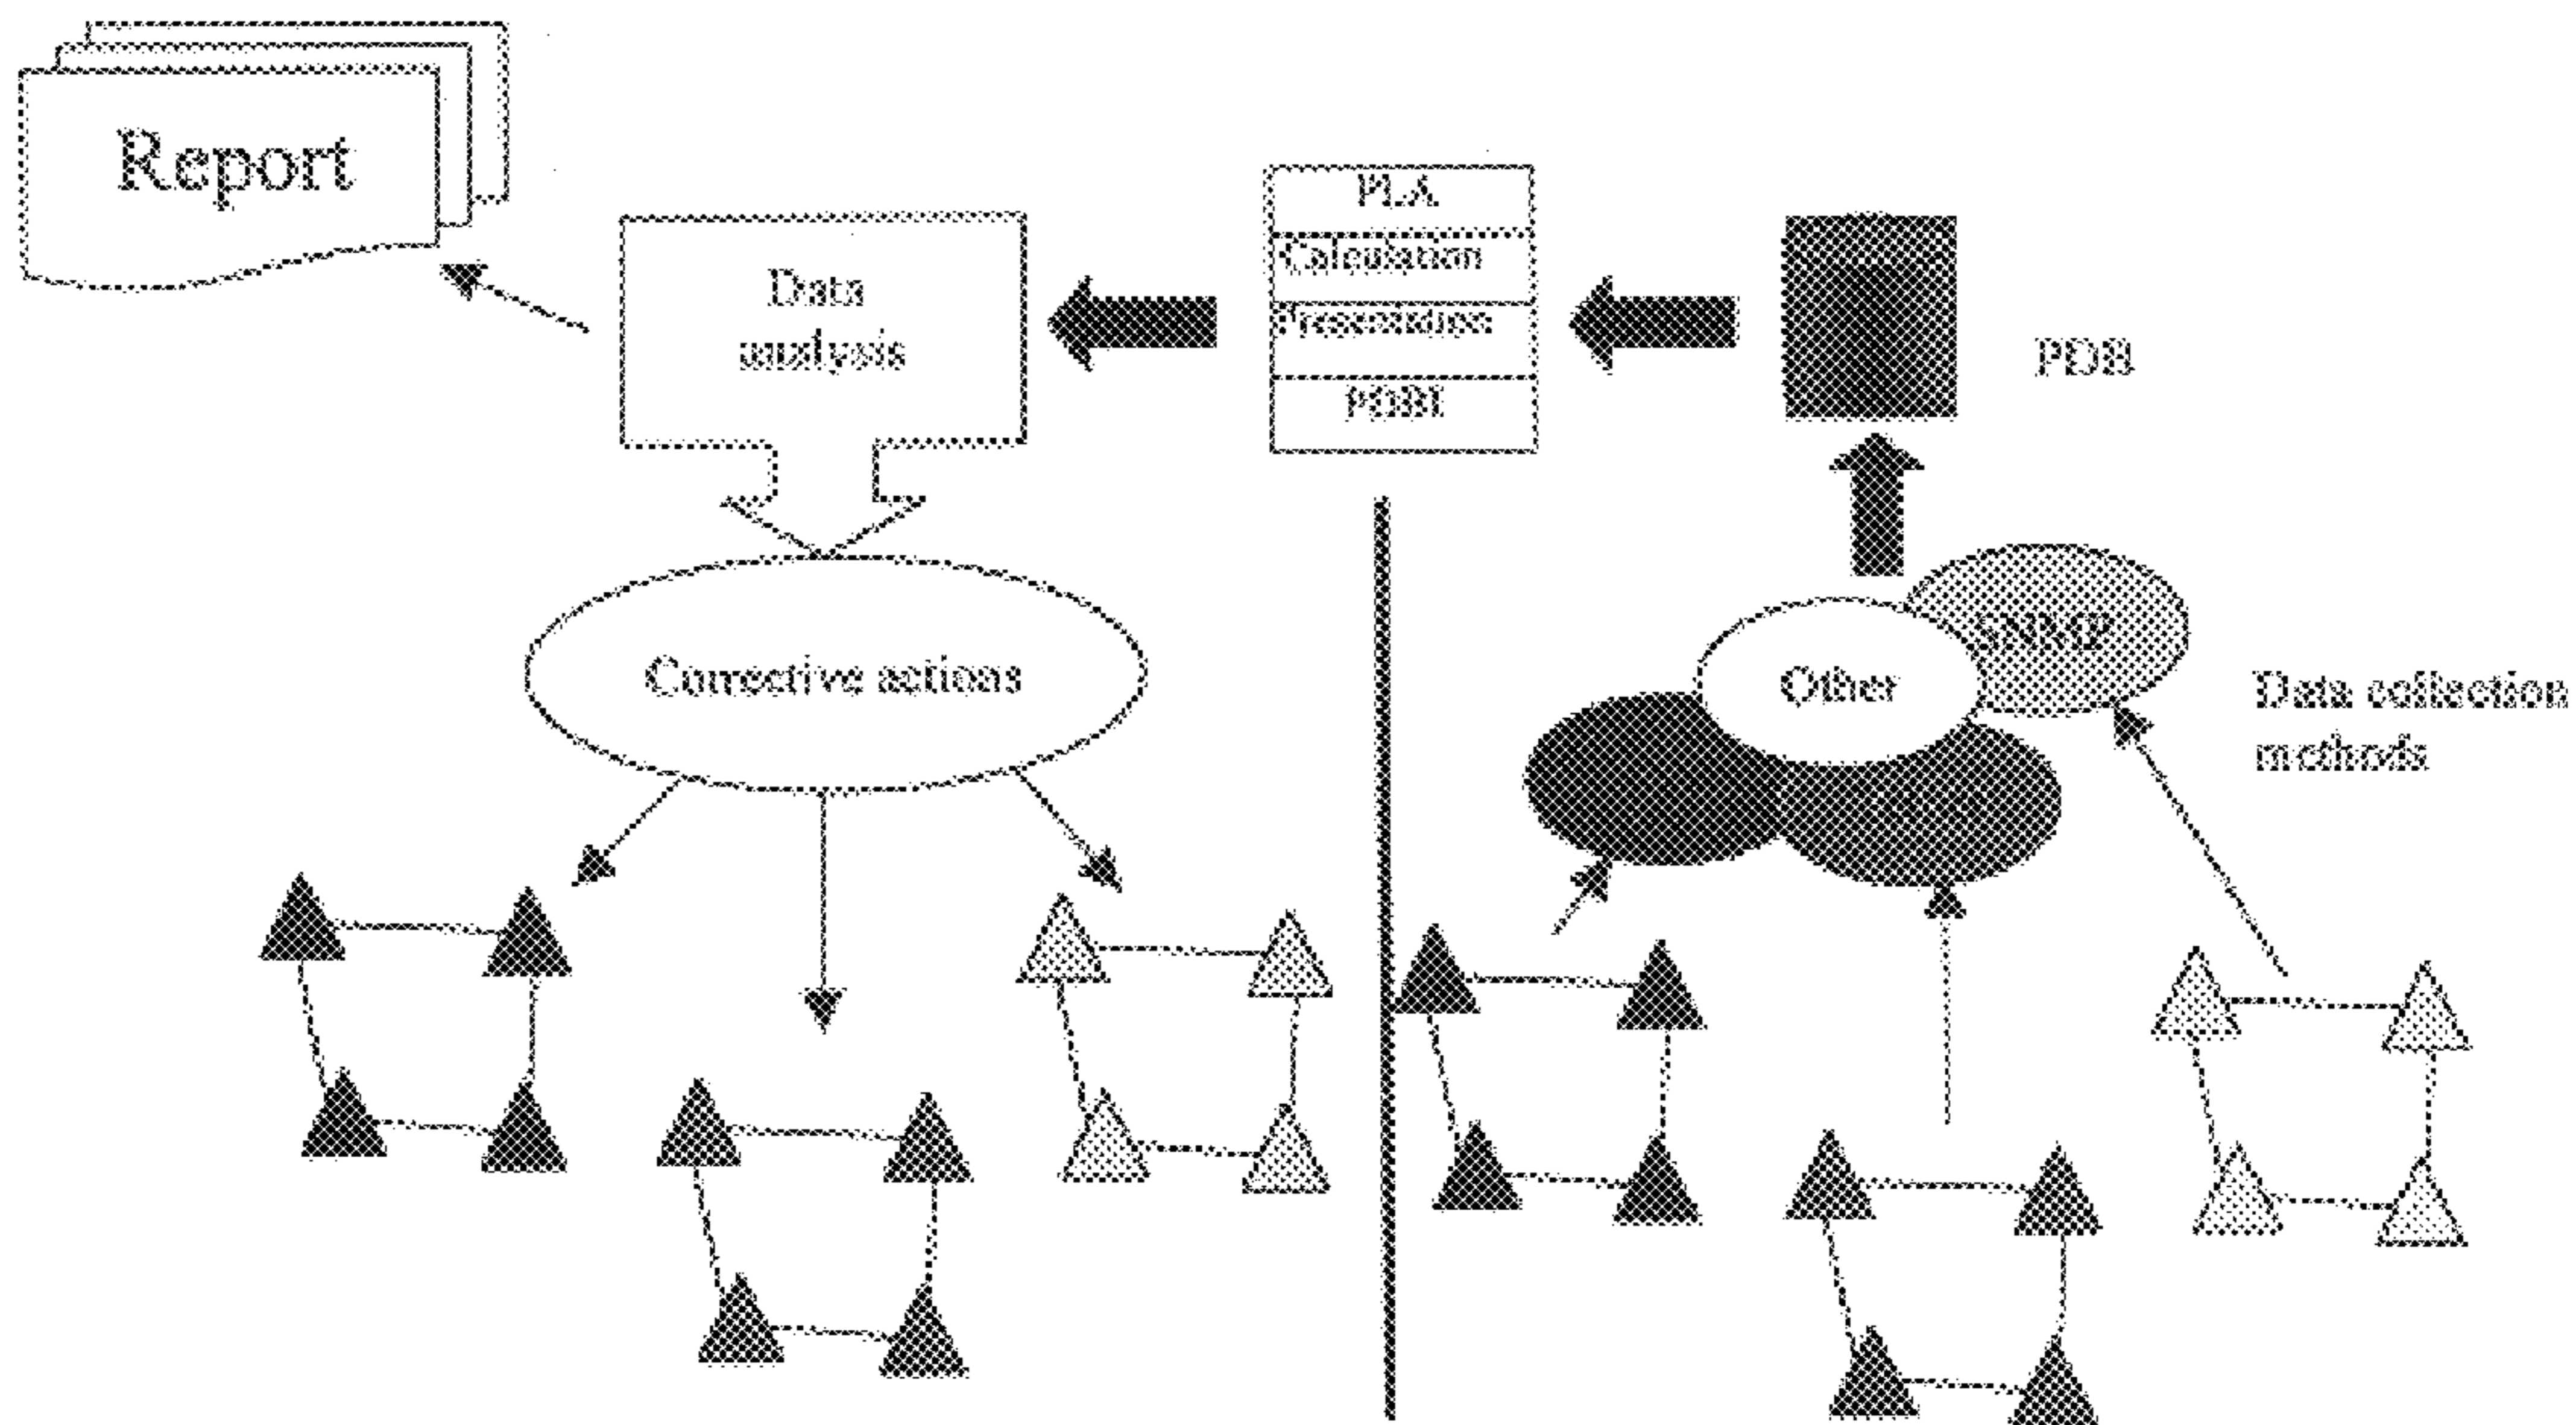 Report
Data
analysis
PLA
Calculation
Presentation
PDBI
PDB
Corrective actions
SNMP
Other
Data collection
methods